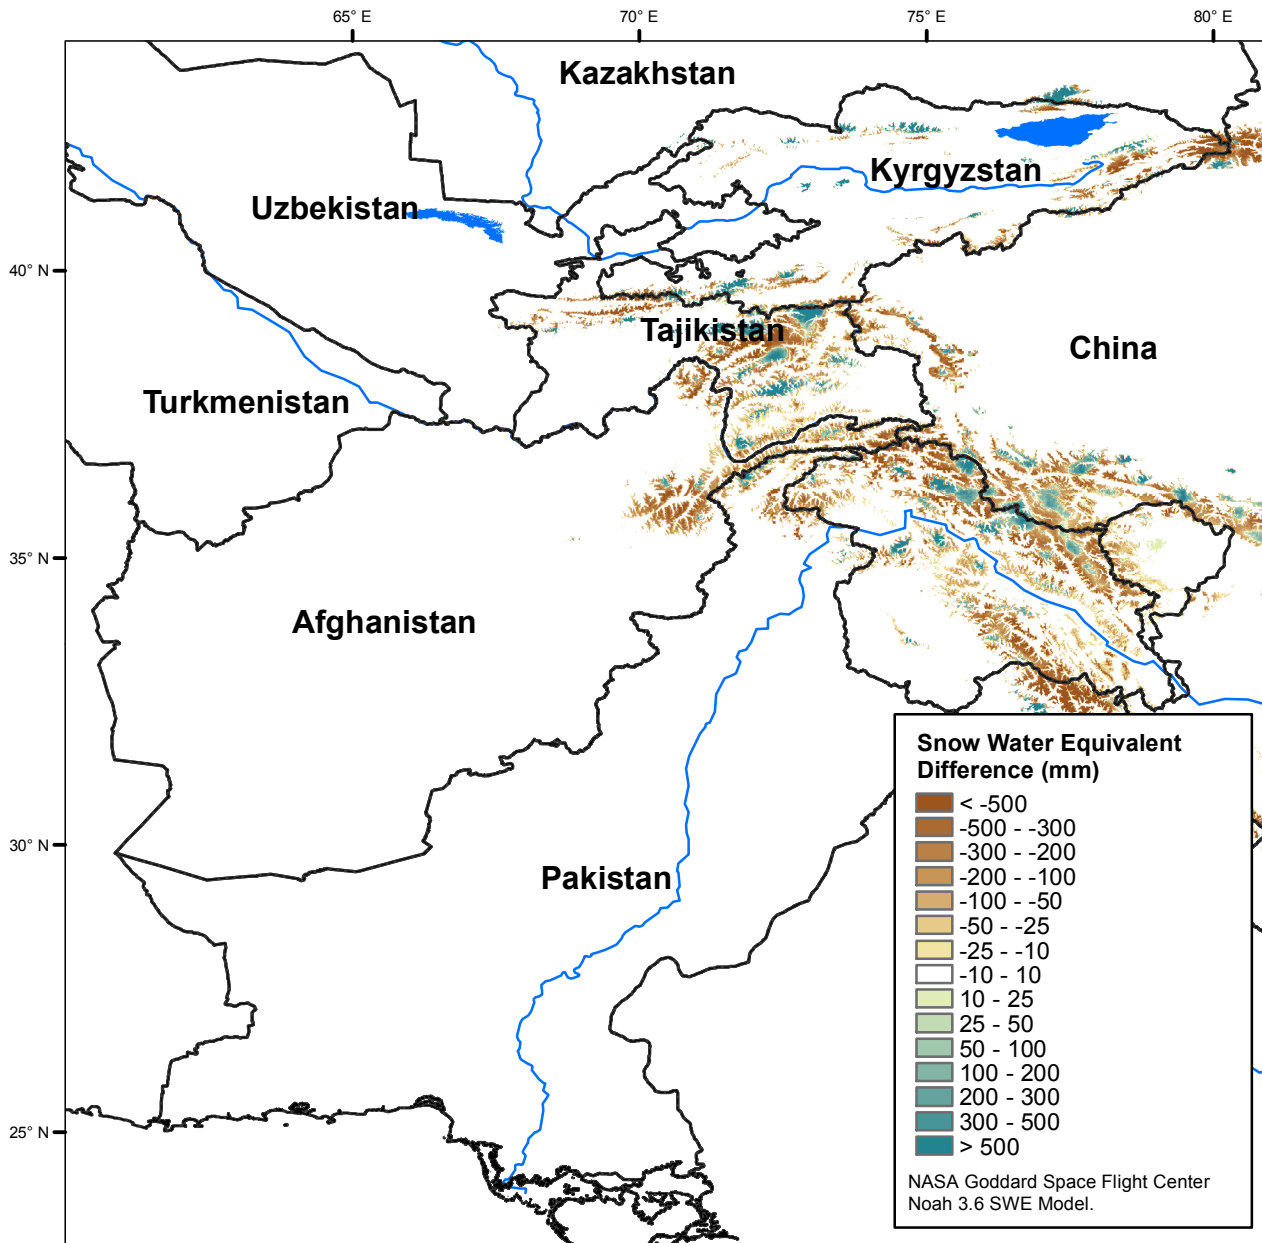 65° E
70° E
75° E
80° E
Kazakhstan
Kyrgyzstan
Uzbekistan
40° N
Tajikistan
China
Turkmenistan
35° N
Afghanistan
30° N
Pakistan
25° N
Snow Water Equivalent
Difference (mm)
< -500
-500 - -300
-300 - -200
-200 - -100
-100 - -50
-50 - -25
-25 - -10
-10 - 10
10 - 25
25 - 50
50 - 100
100 - 200
200 - 300
300 - 500
> 500
NASA Goddard Space Flight Center
Noah 3.6 SWE Model.